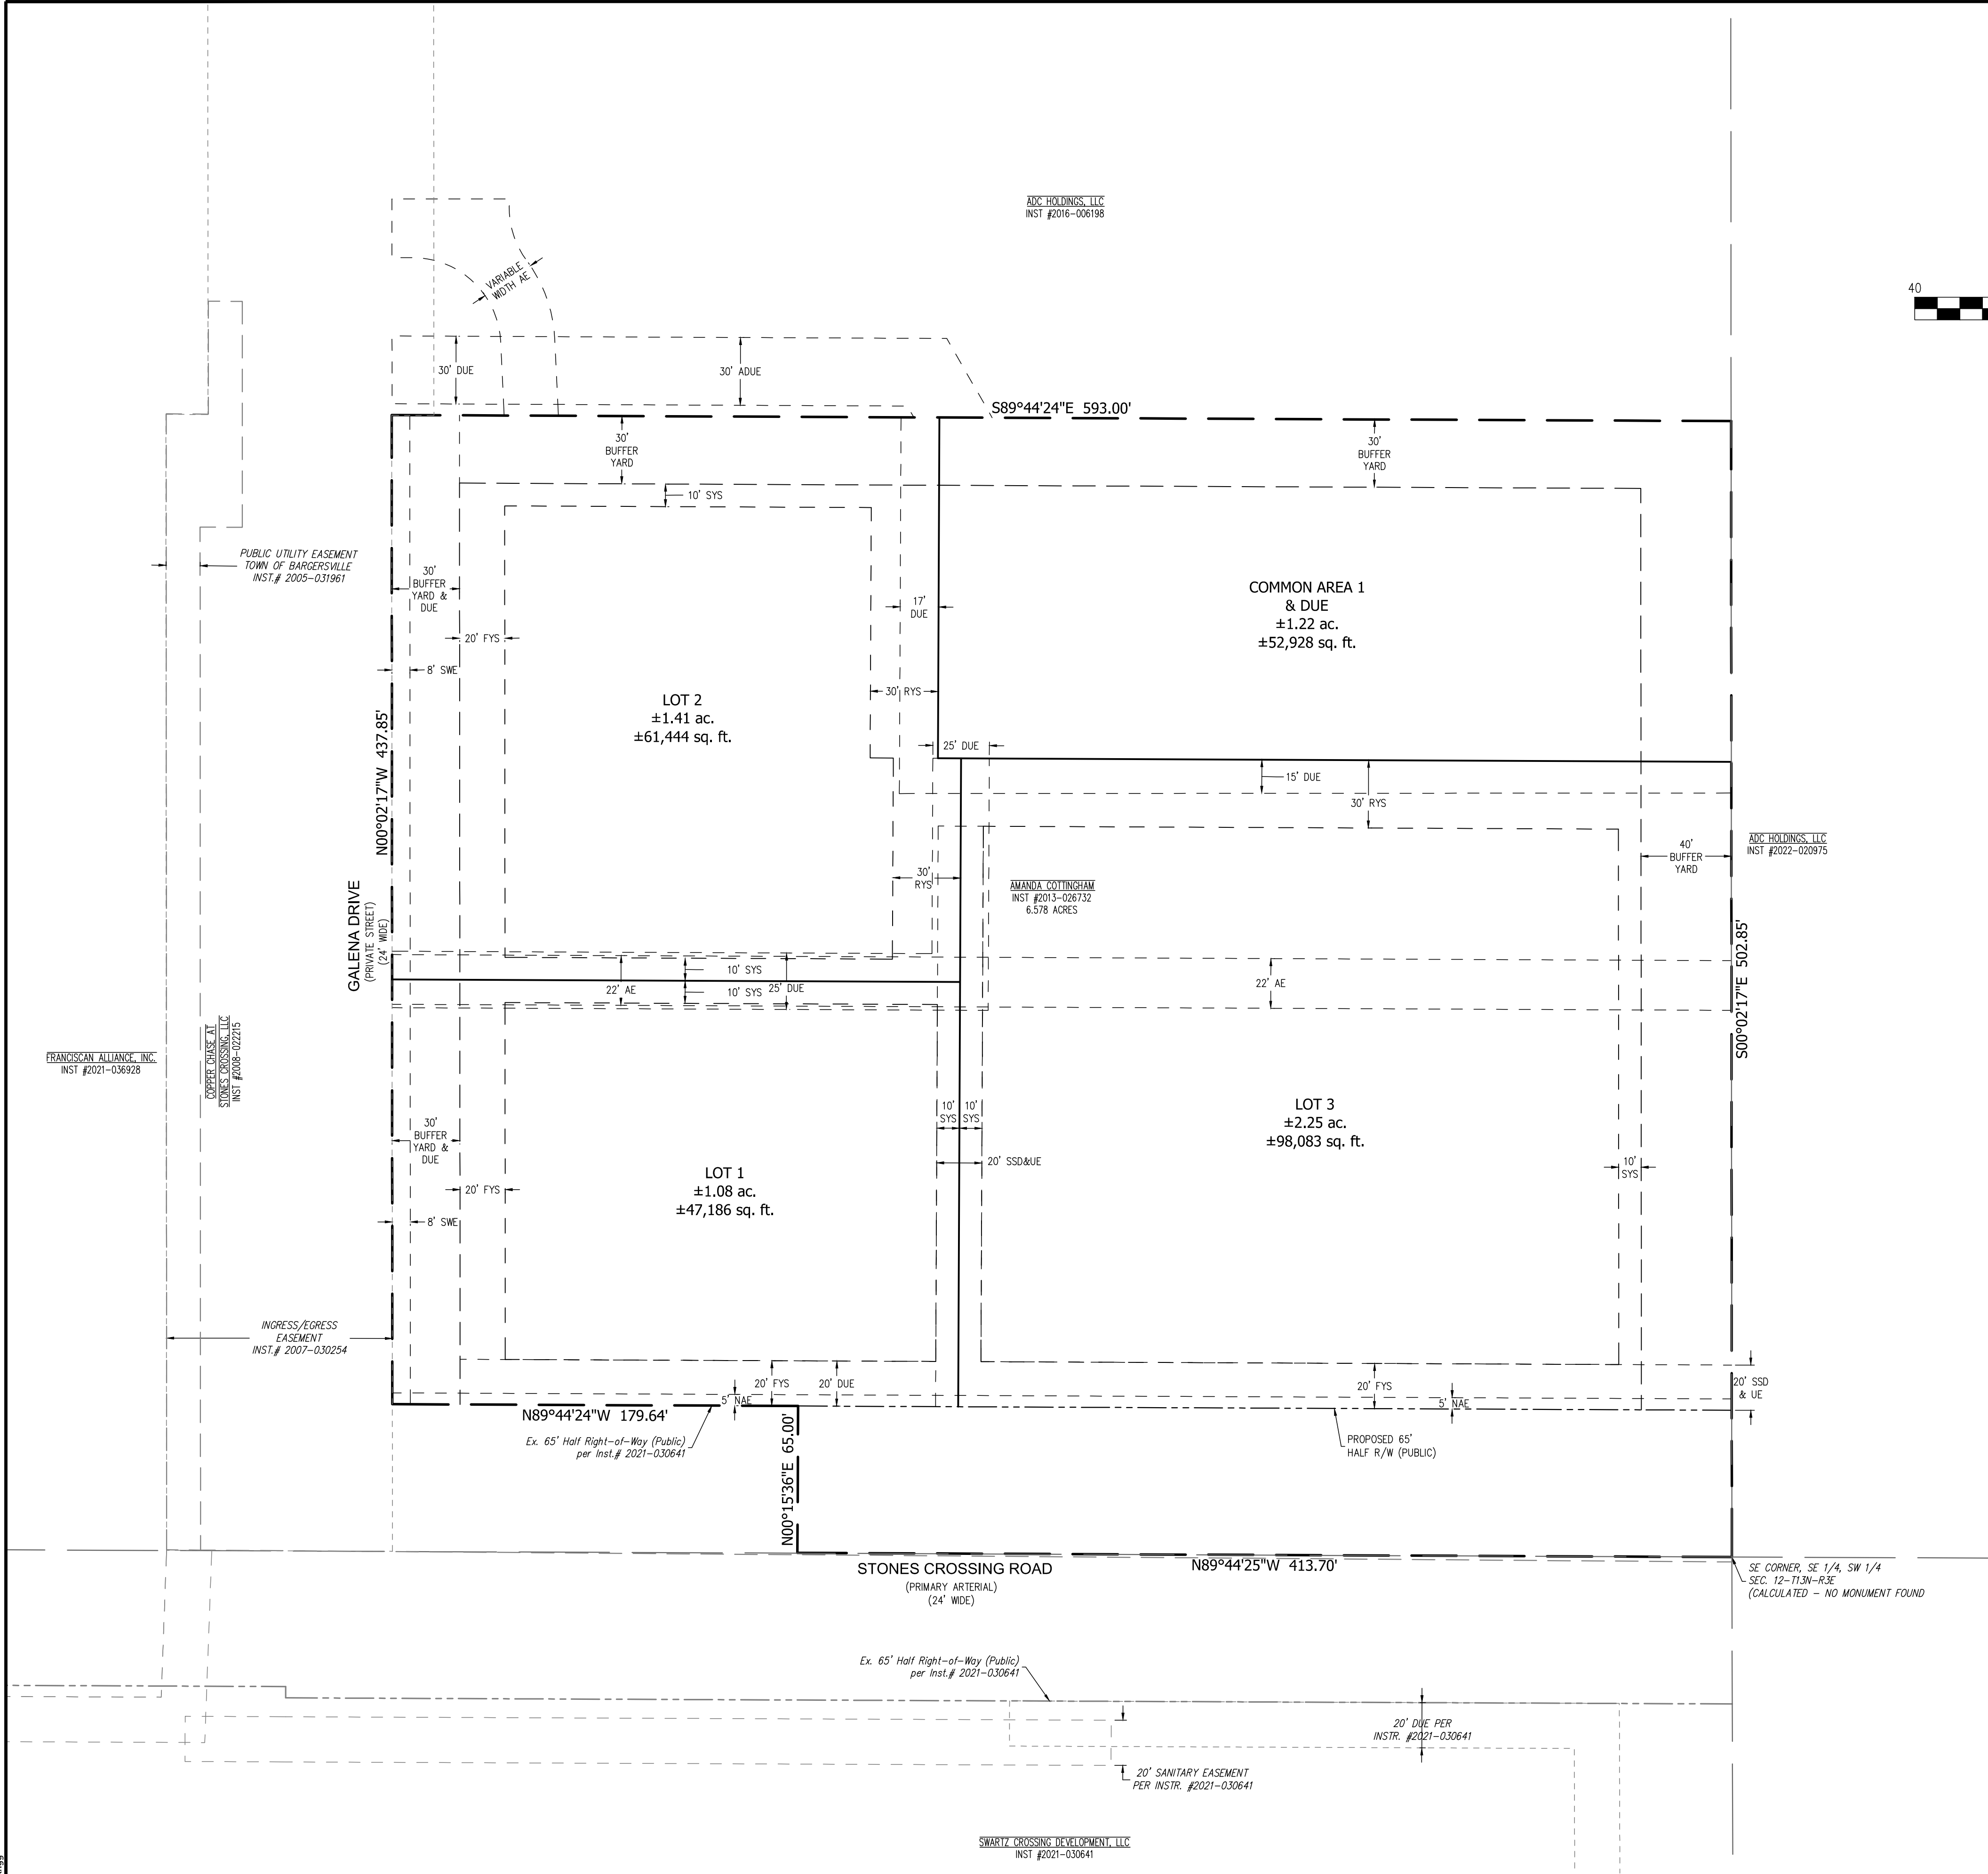 ADC HOLDINGS, LLC
INST #2016-006198
40
VARIABLE
WIDTH AE
30' DUE
30' ADUE
S89°44'24"E 593.00'
30'
BUFFER
YARD
30'
BUFFER
YARD
10' SYS
PUBLIC UTILITY EASEMENT
TOWN OF BARGERSVILLE
INST.# 2005-031961
30'
BUFFER
YARD &
DUE
17'
DUE
COMMON AREA 1
& DUE
±1.22 ac.
±52,928 sq. ft.
20' FYS
8' SWE
30' RYS
LOT 2
±1.41 ac.
±61,444 sq. ft.
N00°02'17"W 437.85'
25' DUE
15' DUE
30' RYS
40'
BUFFER
YARD
ADC HOLDINGS, LLC
INST #2022-020975
30'
RYS
AMANDA COTTINGHAM
INST #2013-026732
6.578 ACRES
GALENA DRIVE
(PRIVATE STREET)
(24' WIDE)
S00°02'17"E 502.85'
10' SYS
22' AE
10' SYS
25' DUE
22' AE
FRANCISCAN ALLIANCE, INC.
INST #2021-036928
COPPER CHASE AT
STONES CROSSING, LLC
INST #2008-022215
30'
BUFFER
YARD &
DUE
10'
SYS
10'
SYS
LOT 3
±2.25 ac.
±98,083 sq. ft.
20' SSD&UE
10'
SYS
LOT 1
±1.08 ac.
±47,186 sq. ft.
20' FYS
8' SWE
INGRESS/EGRESS
EASEMENT
INST.# 2007-030254
20' FYS
20' DUE
5' NAE
20' FYS
5' NAE
20' SSD
& UE
N89°44'24"W 179.64'
Ex. 65' Half Right-of-Way (Public)
per Inst.# 2021-030641
N00°15'36"E 65.00'
PROPOSED 65'
HALF R/W (PUBLIC)
STONES CROSSING ROAD
(PRIMARY ARTERIAL)
(24' WIDE)
N89°44'25"W 413.70'
SE CORNER, SE 1/4, SW 1/4
SEC. 12-T13N-R3E
(CALCULATED - NO MONUMENT FOUND
Ex. 65' Half Right-of-Way (Public)
per Inst.# 2021-030641
20' DUE PER
INSTR. #2021-030641
20' SANITARY EASEMENT
PER INSTR. #2021-030641
SWARTZ CROSSING DEVELOPMENT, LLC
INST #2021-030641